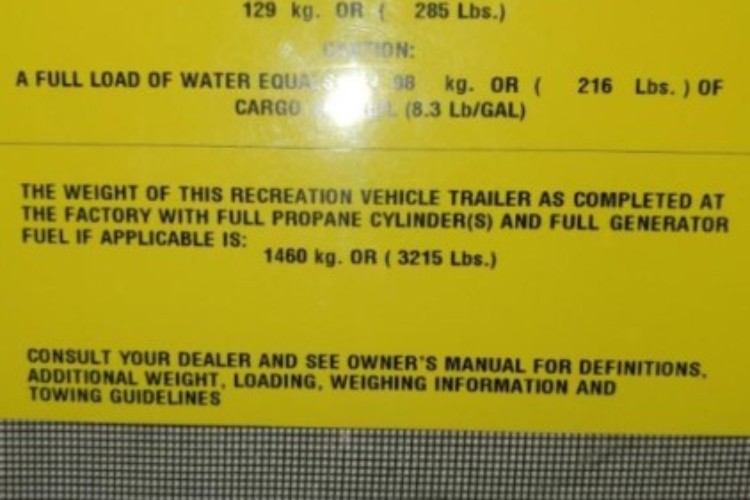 129 kg. OR ( 285 Lbs.)
CAUTION:
A FULL LOAD OF WATER EQUALS 98 kg. OR ( 216 Lbs. ) OF
CARGO (8.3 Lb/GAL)
THE WEIGHT OF THIS RECREATION VEHICLE TRAILER AS COMPLETED AT
THE FACTORY WITH FULL PROPANE CYLINDER(S) AND FULL GENERATOR
FUEL IF APPLICABLE IS:
1460 kg. OR ( 3215 Lbs.)
CONSULT YOUR DEALER AND SEE OWNER'S MANUAL FOR DEFINITIONS,
ADDITIONAL WEIGHT, LOADING, WEIGHING INFORMATION AND
TOWING GUIDELINES